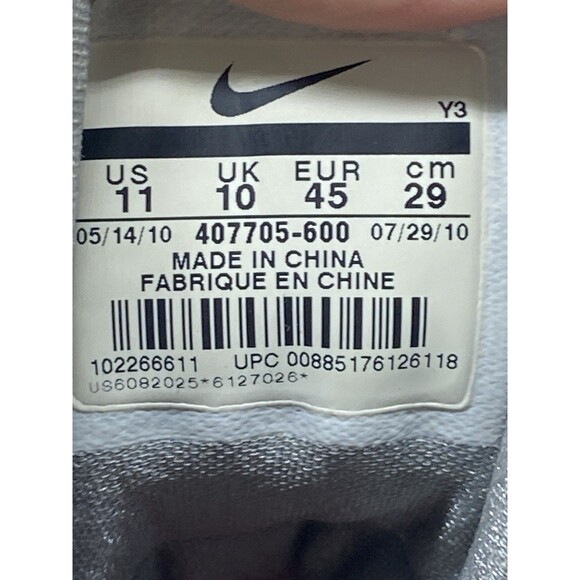 Y3
US UK EUR cm
11 10 45 29
05/14/10 407705-600 07/29/10
MADE IN CHINA
FABRIQUE EN CHINE
102266611 UPC 00885176126118
US6082025*6127026*